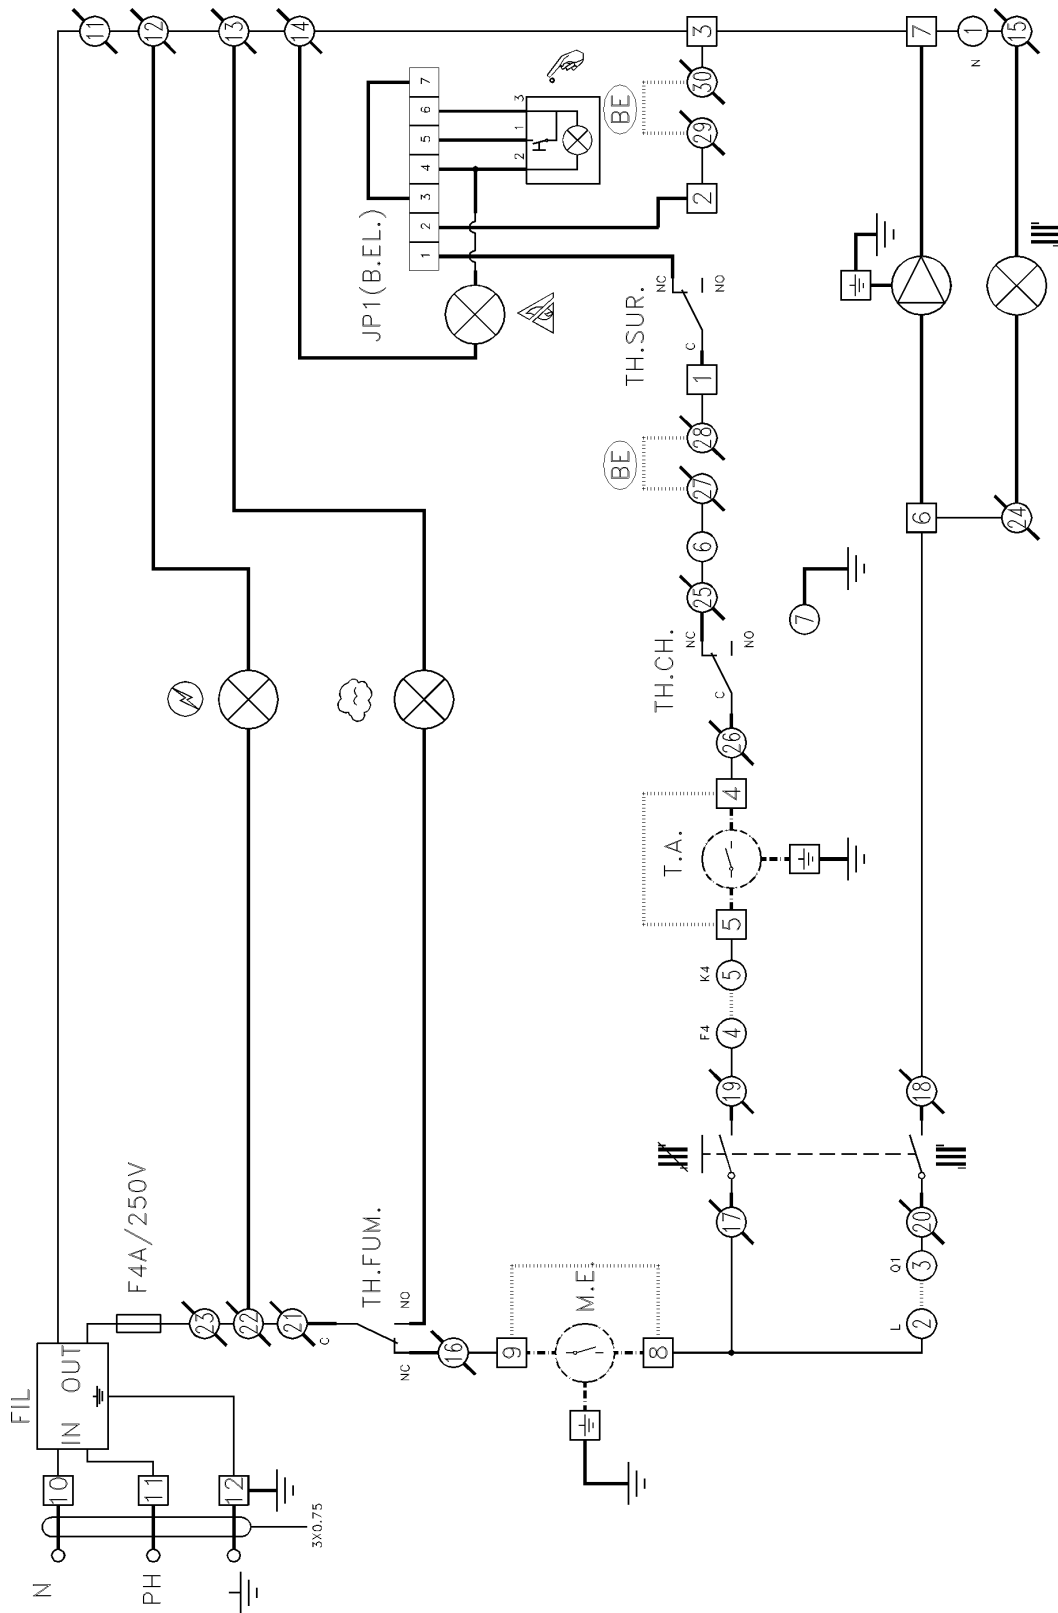 N
PH
3X0.75
10
11
12
FIL
IN OUT
F4A/250V
23
22
21
C
TH.FUM.
NC
NO
16
9
M.E.
8
L
2
3
Q1
20
17
18
19
F4
4
K4
5
5
T.A.
4
26
C
TH.CH.
NC
NO
25
6
7
27
BE
28
1
C
TH.SUR.
NC
NO
JP1(B.EL.)
1
2
3
4
5
6
7
2
1
3
2
29
BE
30
3
6
24
11
12
13
14
7
1
N
15